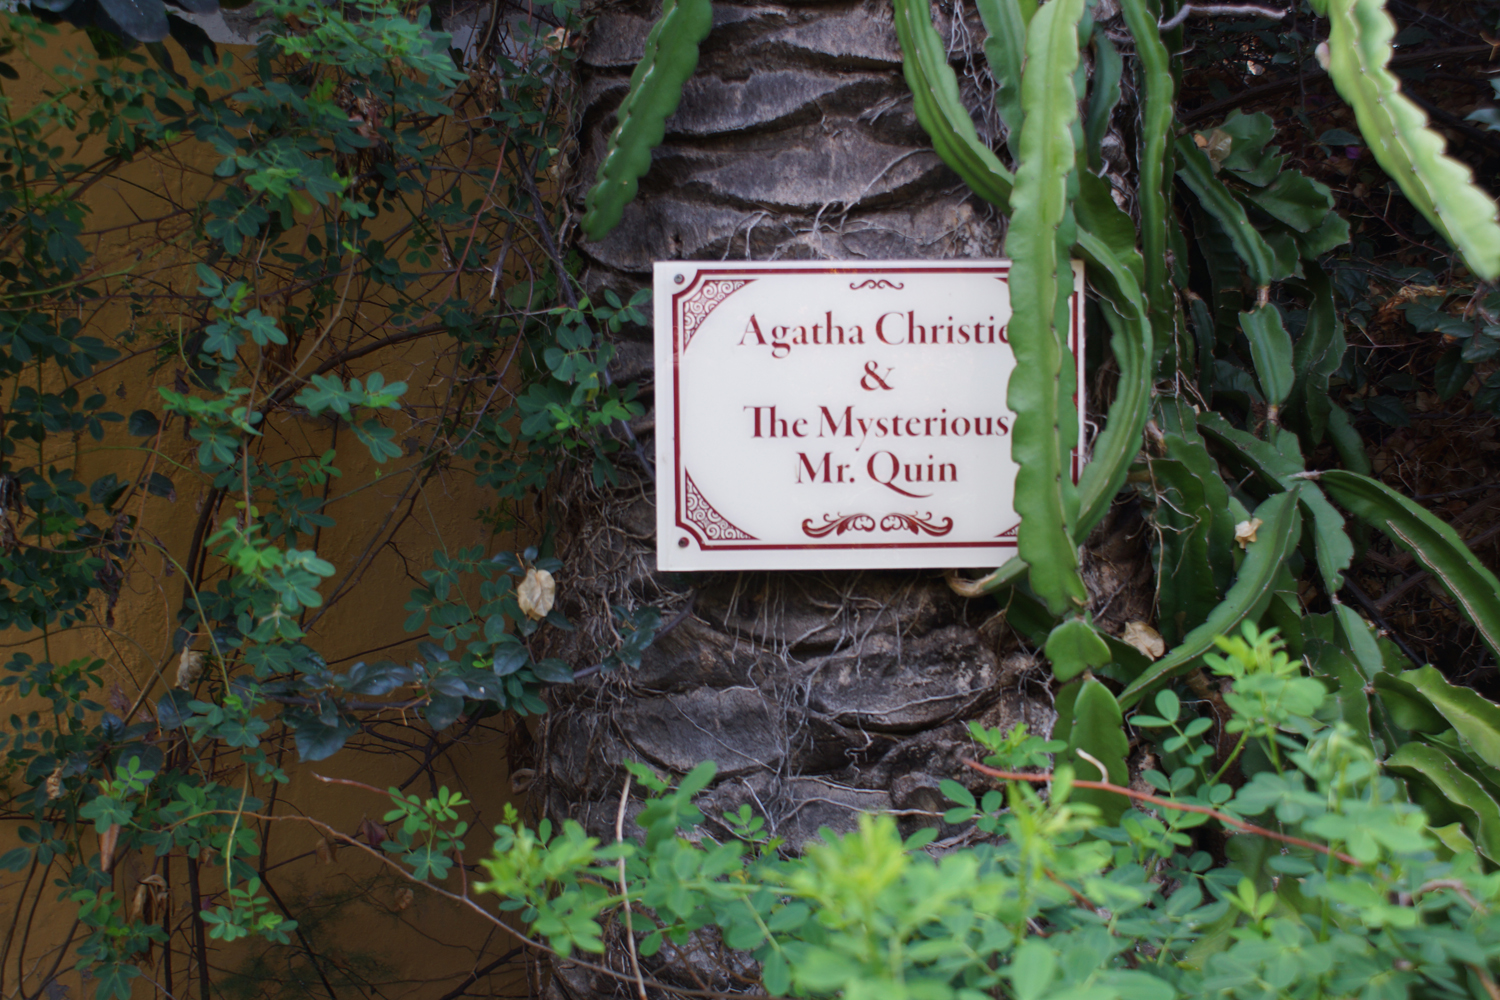 Agatha Christie
&
The Mysterious
Mr. Quin